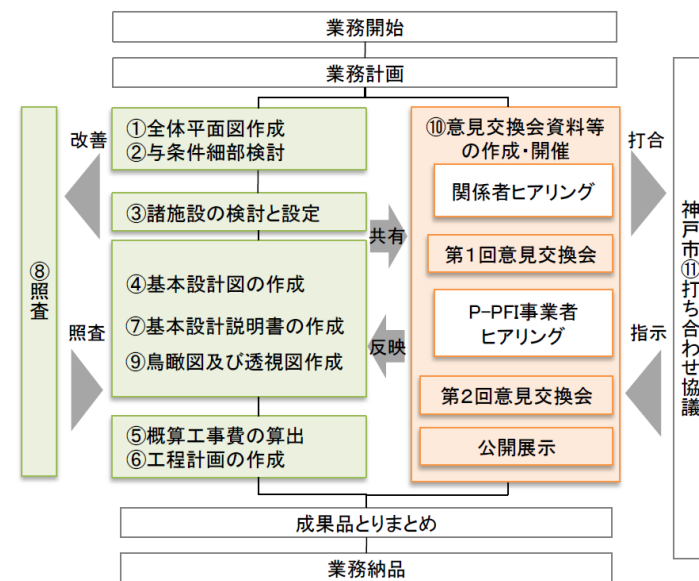 業務開始
業務計画
①全体平面図作成
②与条件細部検討
③諸施設の検討と設定
④基本設計図の作成
⑦基本設計説明書の作成
⑨鳥瞰図及び透視図作成
⑤概算工事費の算出
⑥工程計画の作成
⑧照査
改善
照査
共有
反映
⑩意見交換会資料等
の作成・開催
関係者ヒアリング
第1回意見交換会
P-PFI事業者
ヒアリング
第2回意見交換会
公開展示
打合
指示
神戸市⑪打ち合わせ協議
成果品とりまとめ
業務納品